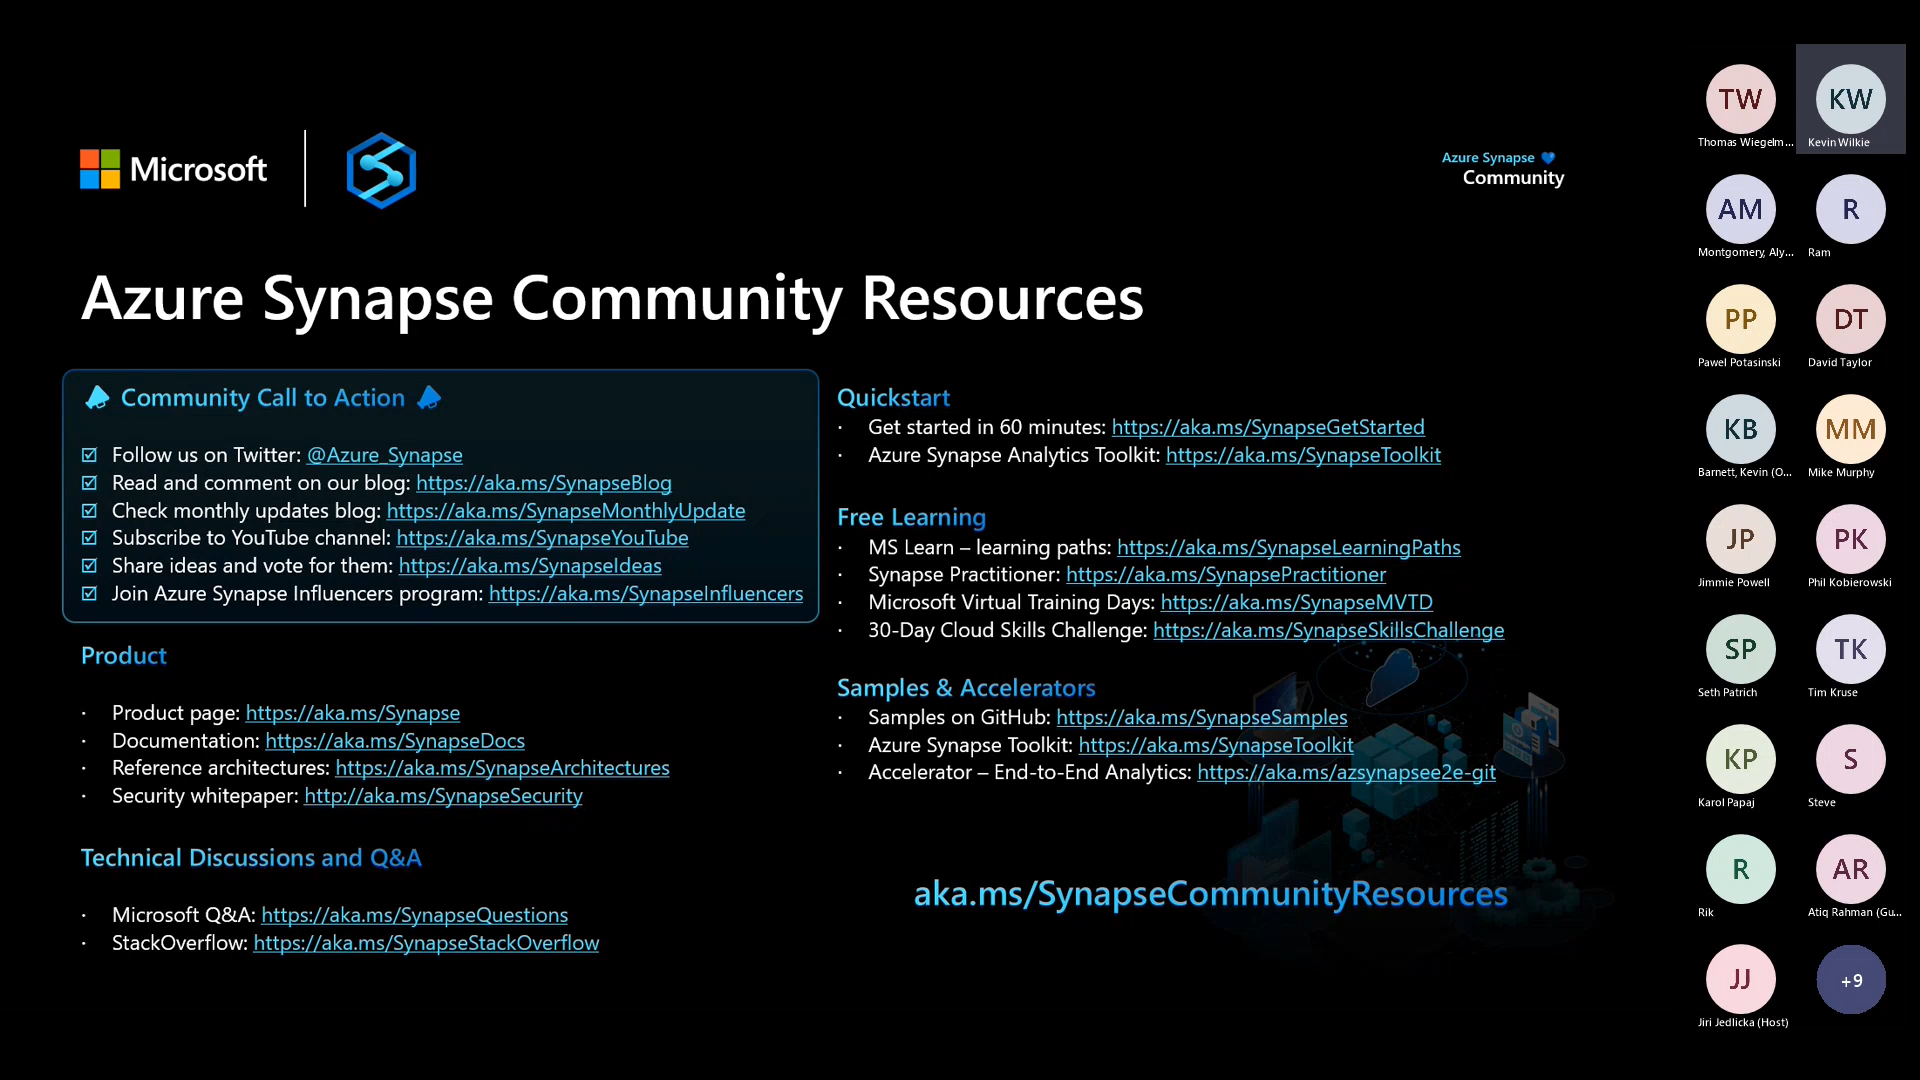 Microsoft
Azure Synapse
Community
Azure Synapse Community Resources
Community Call to Action
Follow us on Twitter: @Azure_Synapse
Read and comment on our blog: https://aka.ms/SynapseBlog
Check monthly updates blog: https://aka.ms/SynapseMonthlyUpdate
Subscribe to YouTube channel: https://aka.ms/SynapseYouTube
Share ideas and vote for them: https://aka.ms/SynapseIdeas
Join Azure Synapse Influencers program: https://aka.ms/SynapseInfluencers
Product
· Product page: https://aka.ms/Synapse
· Documentation: https://aka.ms/SynapseDocs
· Reference architectures: https://aka.ms/SynapseArchitectures
· Security whitepaper: http://aka.ms/SynapseSecurity
Technical Discussions and Q&A
· Microsoft Q&A: https://aka.ms/SynapseQuestions
· StackOverflow: https://aka.ms/SynapseStackOverflow
Quickstart
· Get started in 60 minutes: https://aka.ms/SynapseGetStarted
· Azure Synapse Analytics Toolkit: https://aka.ms/SynapseToolkit
Free Learning
· MS Learn – learning paths: https://aka.ms/SynapseLearningPaths
· Synapse Practitioner: https://aka.ms/SynapsePractitioner
· Microsoft Virtual Training Days: https://aka.ms/SynapseMVTD
· 30-Day Cloud Skills Challenge: https://aka.ms/SynapseSkillsChallenge
Samples & Accelerators
· Samples on GitHub: https://aka.ms/SynapseSamples
· Azure Synapse Toolkit: https://aka.ms/SynapseToolkit
· Accelerator – End-to-End Analytics: https://aka.ms/azsynapsee2e-git
aka.ms/SynapseCommunityResources
TW
Thomas Wiegelm...
KW
Kevin Wilkie
AM
Montgomery, Aly...
R
Ram
PP
Pawel Potasinski
DT
David Taylor
KB
Barnett, Kevin (O...
MM
Mike Murphy
JP
Jimmie Powell
PK
Phil Kobierowski
SP
Seth Patrich
TK
Tim Kruse
KP
Karol Papaj
S
Steve
R
Rik
AR
Atiq Rahman (Gu...
JJ
Jiri Jedlicka (Host)
+9